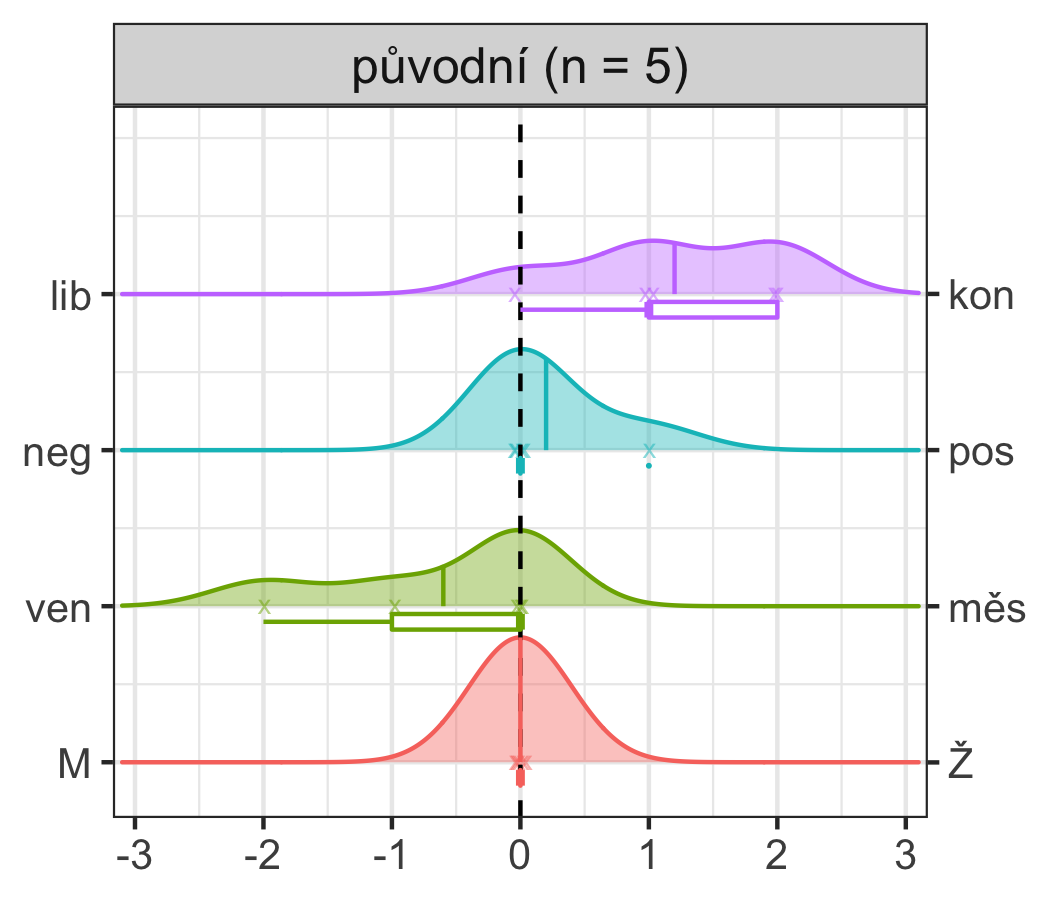 původní (n = 5)
lib kon
neg pos
ven měs
M Ž
-3 -2 -1 0 1 2 3